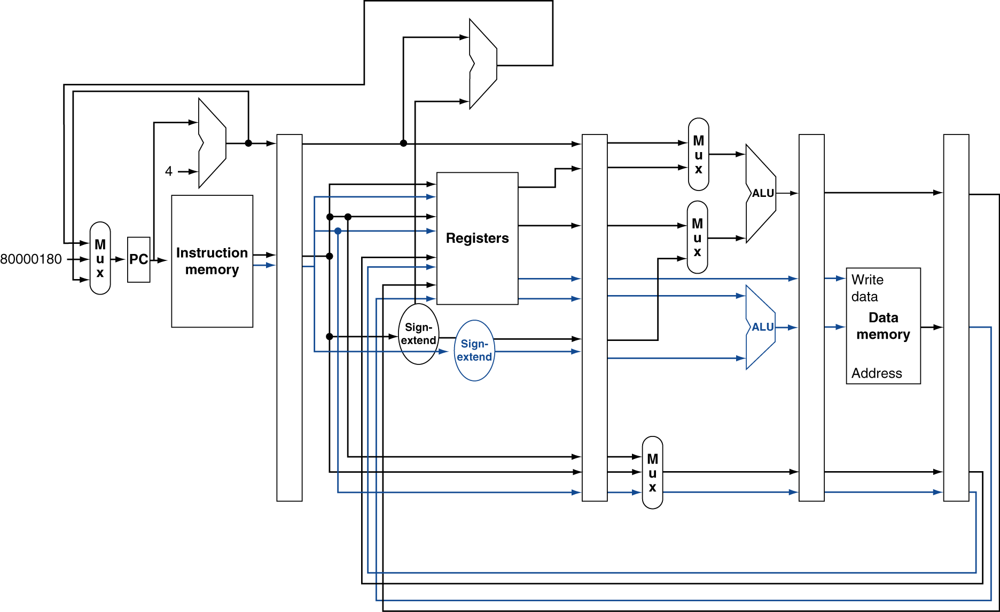 4
M
u
x
80000180
PC
Instruction
memory
Registers
Sign-
extend
Sign-
extend
M
u
x
M
u
x
ALU
ALU
M
u
x
Write
data
Data
memory
Address